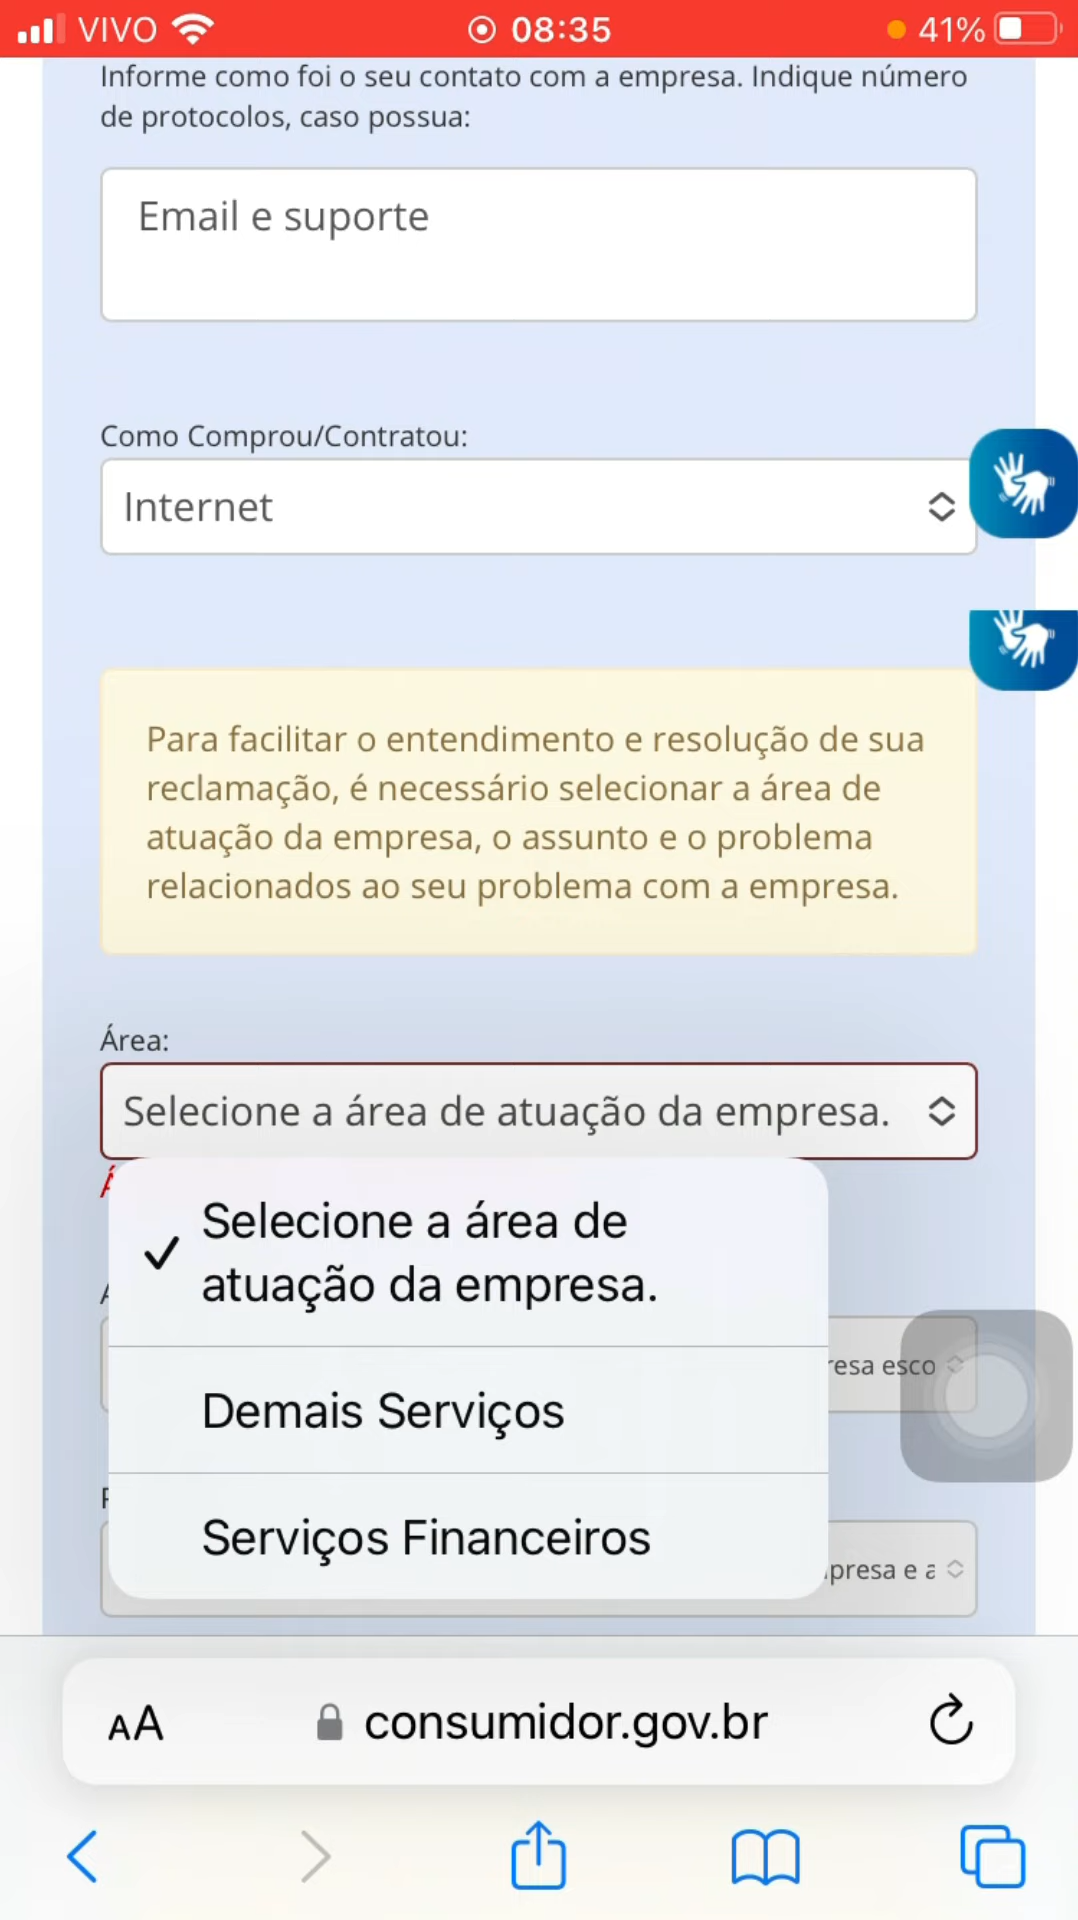 VIVO 08:35 41%
Informe como foi o seu contato com a empresa. Indique número
de protocolos, caso possua:
Email e suporte
Como Comprou/Contratou:
Internet
Para facilitar o entendimento e resolução de sua
reclamação, é necessário selecionar a área de
atuação da empresa, o assunto e o problema
relacionados ao seu problema com a empresa.
Área:
Selecione a área de atuação da empresa.
Selecione a área de
atuação da empresa.
Demais Serviços
Serviços Financeiros
AA consumidor.gov.br